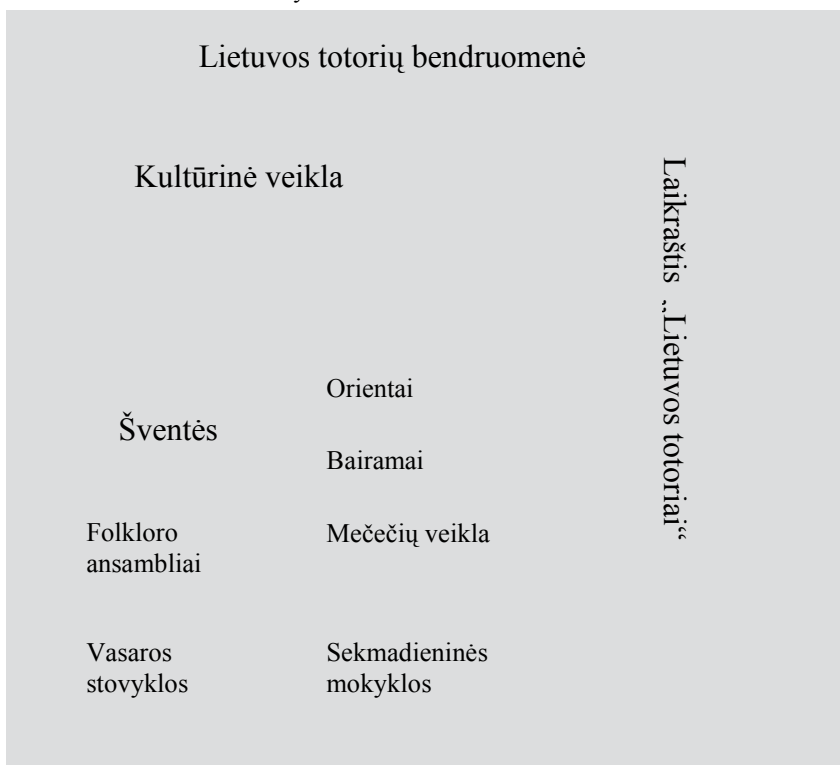 Lietuvos totorių bendruomenė
Kultūrinė veikla
Laikraštis „Lietuvos totoriai“
Orientai
Šventės
Bairamai
Folkloro
ansambliai
Mečečių veikla
Vasaros
stovyklos
Sekmadieninės
mokyklos